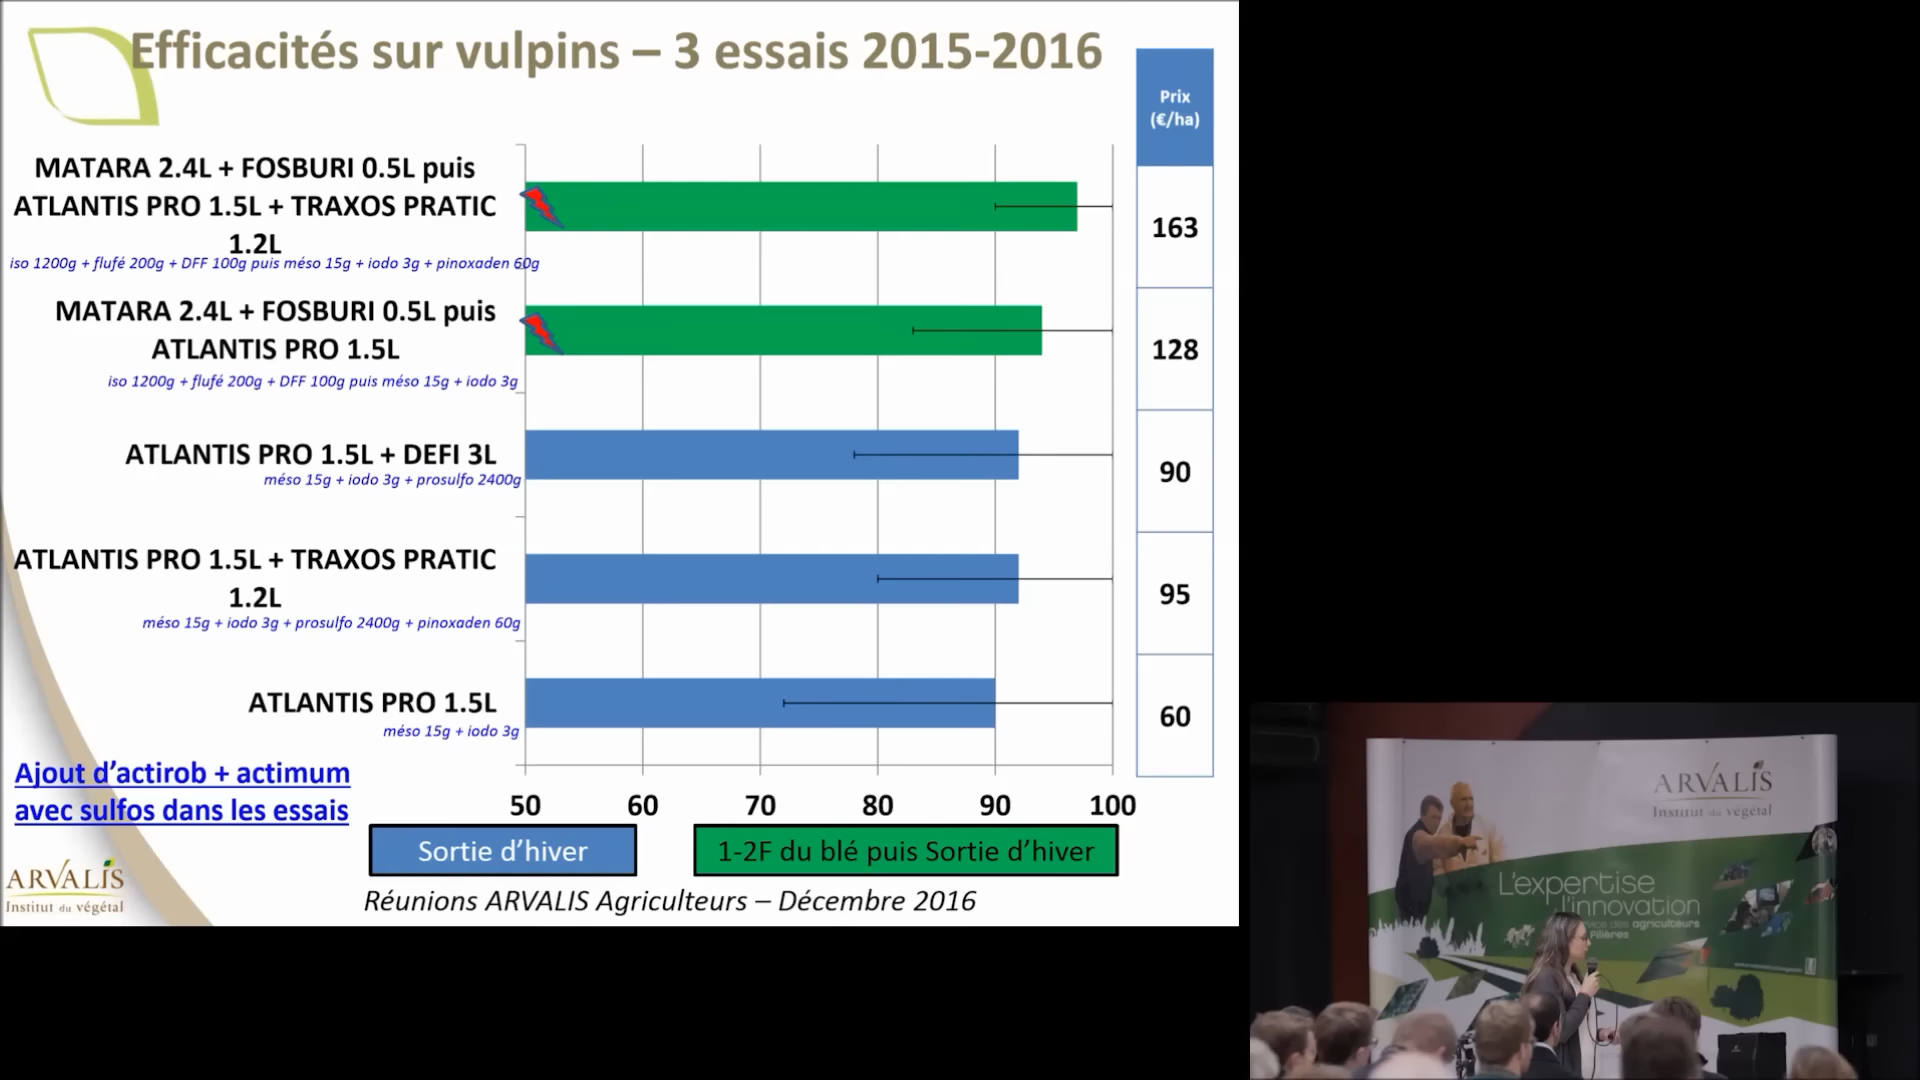 Efficacités sur vulpins – 3 essais 2015-2016
Prix
(€/ha)
MATARA 2.4L + FOSBURI 0.5L puis
ATLANTIS PRO 1.5L + TRAXOS PRATIC
1.2L
iso 1200g + flufé 200g + DFF 100g puis méso 15g + iodo 3g + pinoxaden 60g
163
MATARA 2.4L + FOSBURI 0.5L puis
ATLANTIS PRO 1.5L
iso 1200g + flufé 200g + DFF 100g puis méso 15g + iodo 3g
128
ATLANTIS PRO 1.5L + DEFI 3L
méso 15g + iodo 3g + prosulfo 2400g
90
ATLANTIS PRO 1.5L + TRAXOS PRATIC
1.2L
méso 15g + iodo 3g + prosulfo 2400g + pinoxaden 60g
95
ATLANTIS PRO 1.5L
méso 15g + iodo 3g
60
Ajout d’actirob + actimum
avec sulfos dans les essais
50 60 70 80 90 100
Sortie d’hiver
1-2F du blé puis Sortie d’hiver
ARVALIS
Institut du végétal
Réunions ARVALIS Agriculteurs – Décembre 2016
ARVALIS
Institut du végétal
L'expertise
l'innovation
des agriculteurs
filières